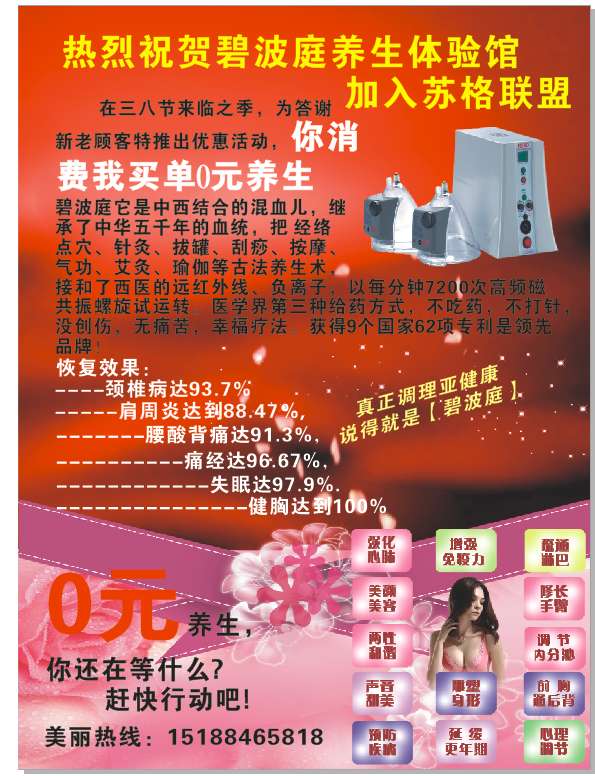 热烈祝贺碧波庭养生体验馆
加入苏格联盟
在三八节来临之季，为答谢
新老顾客特推出优惠活动，你消
费我买单0元养生
碧波庭它是中西结合的混血儿，继
承了中华五千年的血统，把 经络
点穴、针灸、拔罐、刮痧、按摩、
气功、艾灸、瑜伽等古法养生术，
接和了西医的远红外线、负离子，以每分钟7200次高频磁
共振螺旋试运转。医学界第三种给药方式，不吃药，不打针，
没创伤，无痛苦，幸福疗法。获得9个国家62项专利是领先
品牌！
恢复效果：
----颈椎病达93.7%；
-----肩周炎达到88.47%,
-------腰酸背痛达91.3%,
----------痛经达96.67%,
------------失眠达97.9%.
---------------健胸达到100%
真正调理亚健康
说得就是【碧波庭】
强化
心肺
增强
免疫力
疏通
淋巴
美颜
美容
修长
手臂
两性
和谐
调 节
内分泌
声音
甜美
雕塑
身形
前 胸
通后背
预防
疾病
延 缓
更年期
心理
调节
0元养生，
你还在等什么？
赶快行动吧！
美丽热线：15188465818